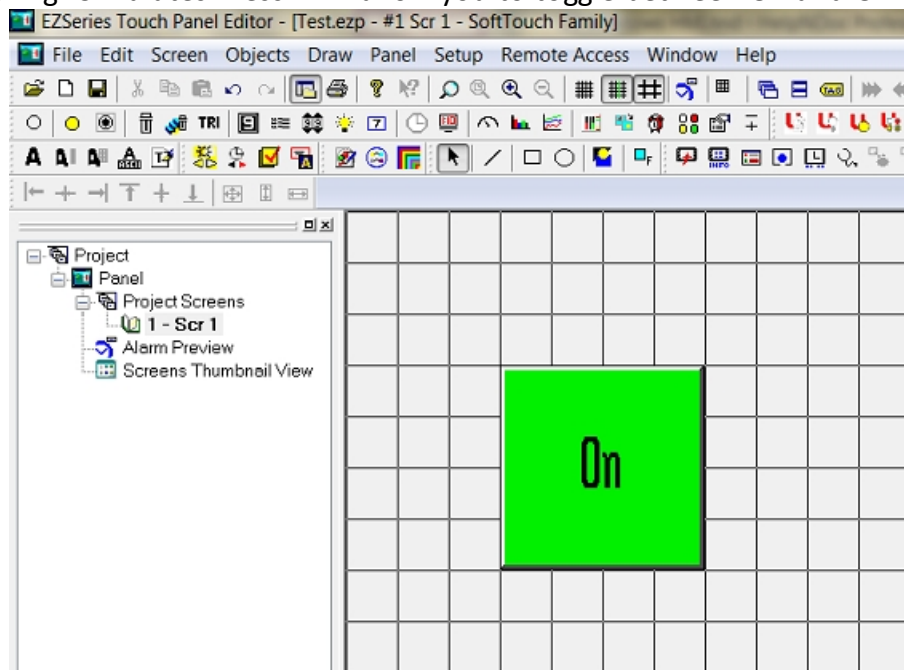 EZSeries Touch Panel Editor - [Test.ezp - #1 Scr 1 - SoftTouch Family]
File Edit Screen Objects Draw Panel Setup Remote Access Window Help
TRI
TAG
A A A
Project
Panel
Project Screens
1 - Scr 1
Alarm Preview
Screens Thumbnail View
On